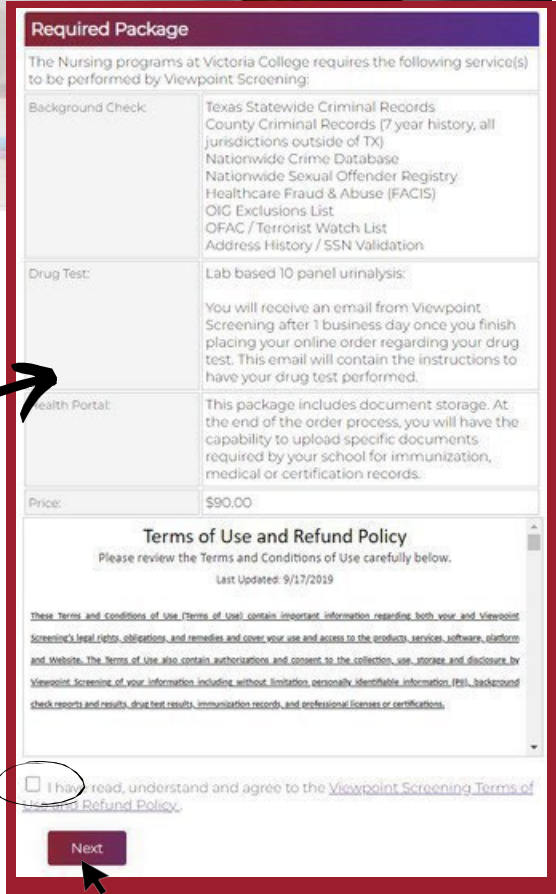 Required Package
The Nursing programs at Victoria College requires the following service(s)
to be performed by Viewpoint Screening:
Background Check:
Texas Statewide Criminal Records
County Criminal Records (7 year history, all
jurisdictions outside of TX)
Nationwide Crime Database
Nationwide Sexual Offender Registry
Healthcare Fraud & Abuse (FACIS)
OIG Exclusions List
OFAC / Terrorist Watch List
Address History / SSN Validation
Drug Test:
Lab based 10 panel urinalysis:
You will receive an email from Viewpoint
Screening after 1 business day once you finish
placing your online order regarding your drug
test. This email will contain the instructions to
have your drug test performed.
Health Portal:
This package includes document storage. At
the end of the order process, you will have the
capability to upload specific documents
required by your school for immunization,
medical or certification records.
Price:
$90.00
Terms of Use and Refund Policy
Please review the Terms and Conditions of Use carefully below.
Last Updated: 9/17/2019
These Terms and Conditions of Use (Terms of Use) contain important information regarding both your and Viewpoint
Screening's legal rights, obligations, and remedies and cover your use and access to the products, services, software, platform
and Website. The Terms of Use also contain authorizations and consent to the collection, use, storage and disclosure by
Viewpoint Screening of your information including without limitation personally identifiable information (PII), background
check reports and results, drug test results, immunization records, and professional licenses or certifications.
I have read, understand and agree to the Viewpoint Screening Terms of
Use and Refund Policy.
Next